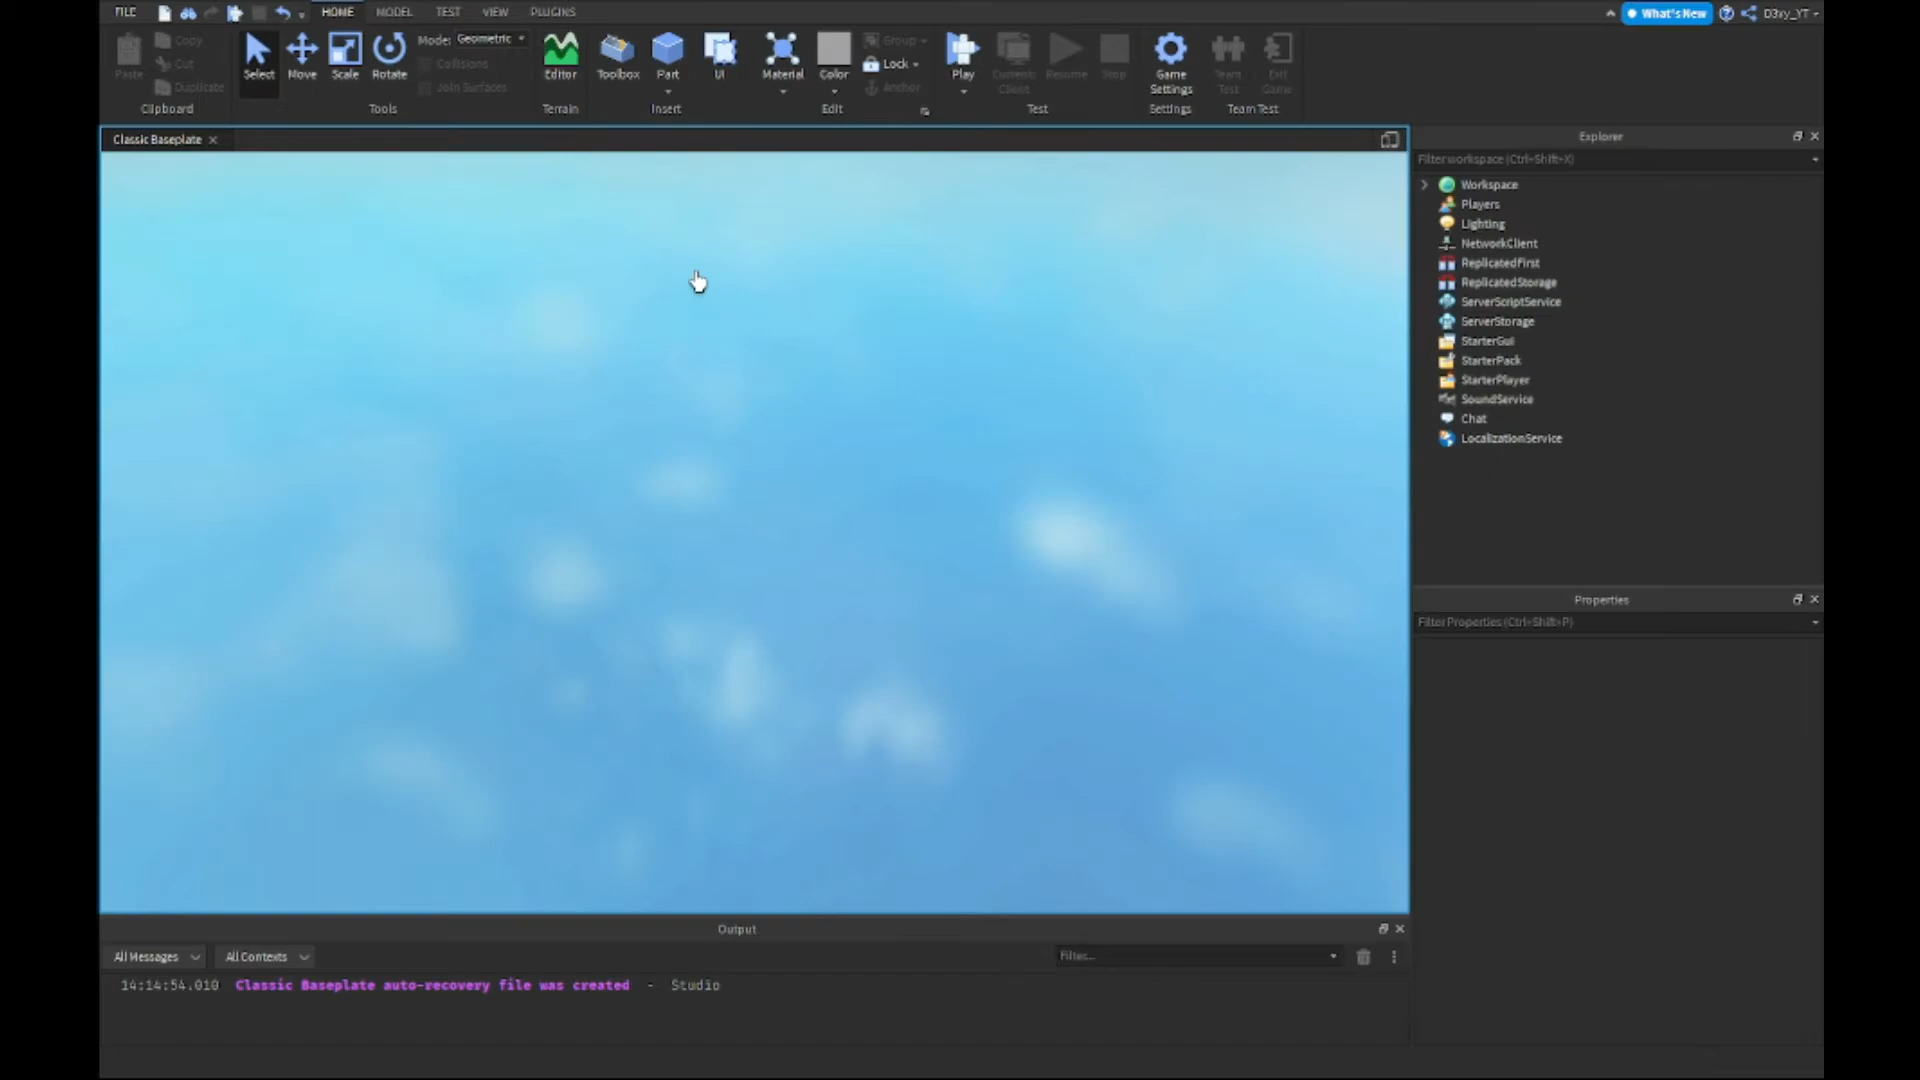 FILE HOME MODEL TEST VIEW PLUGINS What's New D3vy_YT
Paste Copy Cut Duplicate Clipboard
Select Move Scale Rotate Mode: Geometric Collisions Join Surfaces Tools
Editor Terrain
Toolbox Part UI Insert
Material Color Group Lock Anchor Edit
Play Current: Client Resume Stop Test
Game Settings Settings
Team Test Exit Game Team Test
Classic Baseplate
Explorer
Filter workspace (Ctrl+Shift+X)
Workspace
Players
Lighting
NetworkClient
ReplicatedFirst
ReplicatedStorage
ServerScriptService
ServerStorage
StarterGui
StarterPack
StarterPlayer
SoundService
Chat
LocalizationService
Properties
Filter Properties (Ctrl+Shift+P)
Output
All Messages All Contexts Filter...
14:14:54.010 Classic Baseplate auto-recovery file was created - Studio